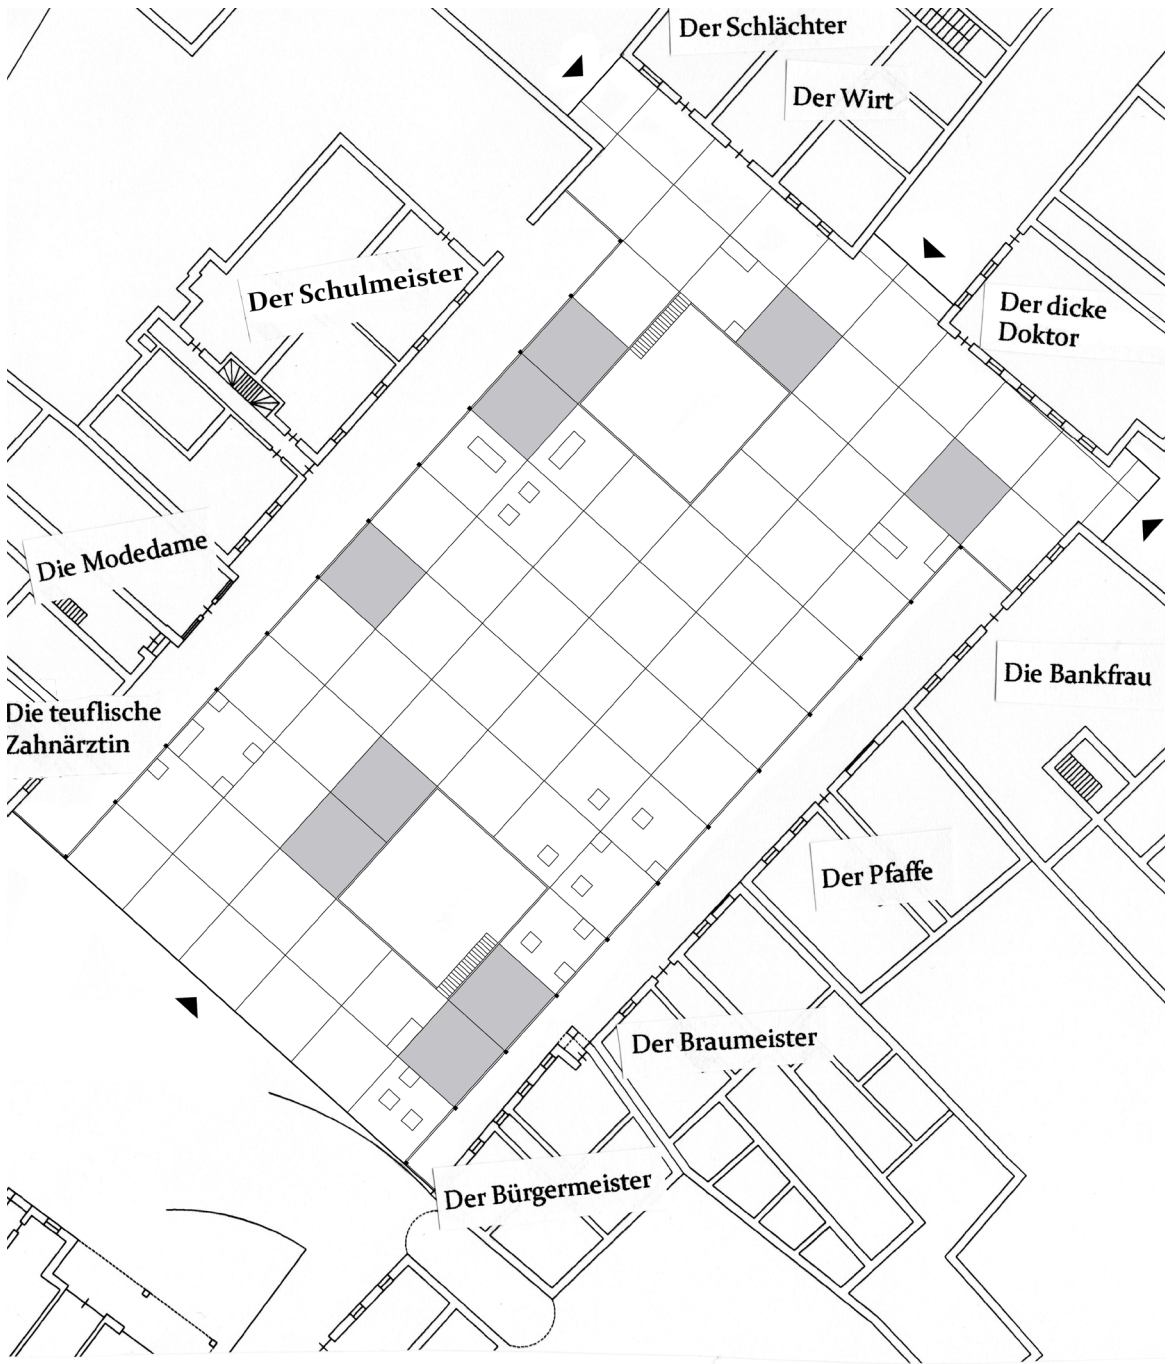 Der Schlächter
Der Wirt
Der Schulmeister
Der dicke
Doktor
Die Modedame
Die Bankfrau
Die teuflische
Zahnärztin
Der Pfaffe
Der Braumeister
Der Bürgermeister